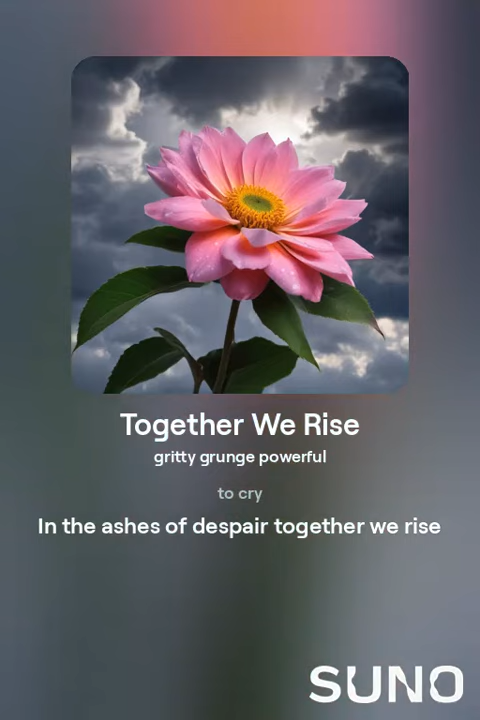 Together We Rise
gritty grunge powerful
to cry
In the ashes of despair together we rise
SUNO